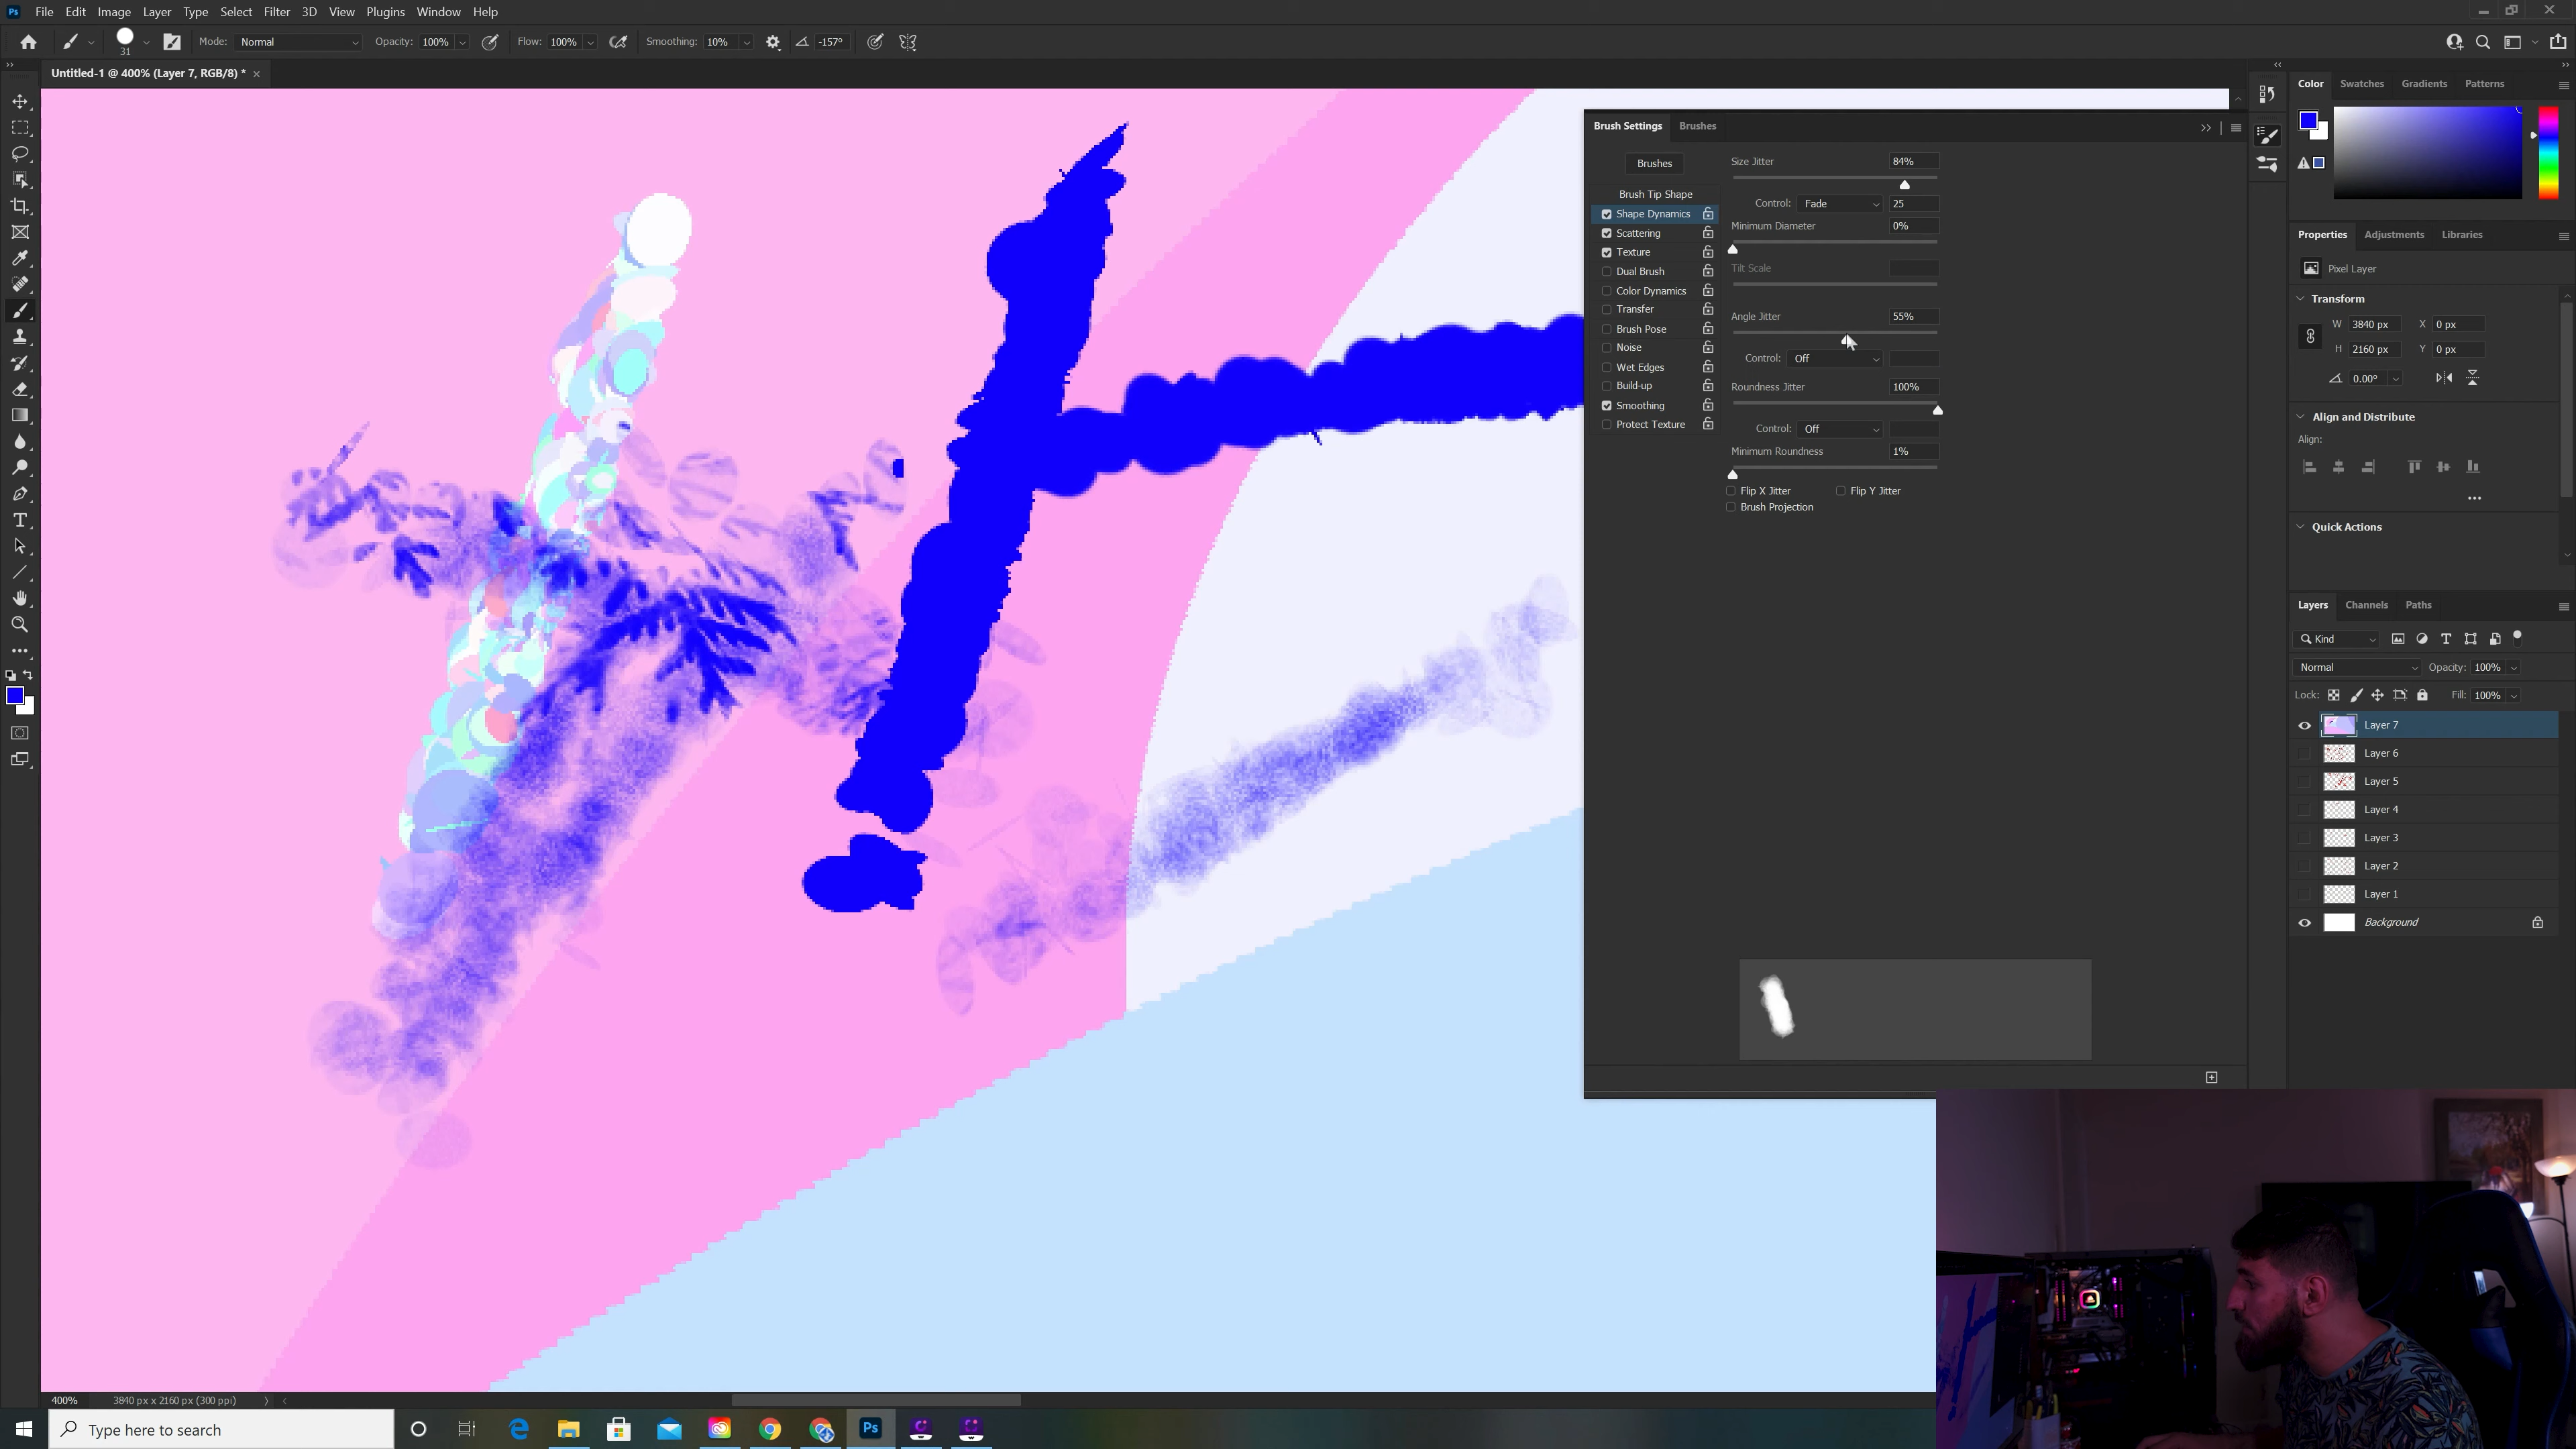 Ps File Edit Image Layer Type Select Filter 3D View Plugins Window Help
31 Mode: Normal Opacity: 100% Flow: 100% Smoothing: 10% -157°
Untitled-1 @ 400% (Layer 7, RGB/8) *
Brush Settings Brushes
Brushes
Brush Tip Shape
Shape Dynamics
Scattering
Texture
Dual Brush
Color Dynamics
Transfer
Brush Pose
Noise
Wet Edges
Build-up
Smoothing
Protect Texture
Size Jitter 84%
Control: Fade 25
Minimum Diameter 0%
Tilt Scale
Angle Jitter 55%
Control: Off
Roundness Jitter 100%
Control: Off
Minimum Roundness 1%
Flip X Jitter Flip Y Jitter
Brush Projection
Color Swatches Gradients Patterns
Properties Adjustments Libraries
Pixel Layer
Transform
W 3840 px X 0 px
H 2160 px Y 0 px
0.00°
Align and Distribute
Align:
Quick Actions
Layers Channels Paths
Kind
Normal Opacity: 100%
Lock: Fill: 100%
Layer 7
Layer 6
Layer 5
Layer 4
Layer 3
Layer 2
Layer 1
Background
400% 3840 px x 2160 px (300 ppi)
Type here to search
Ps